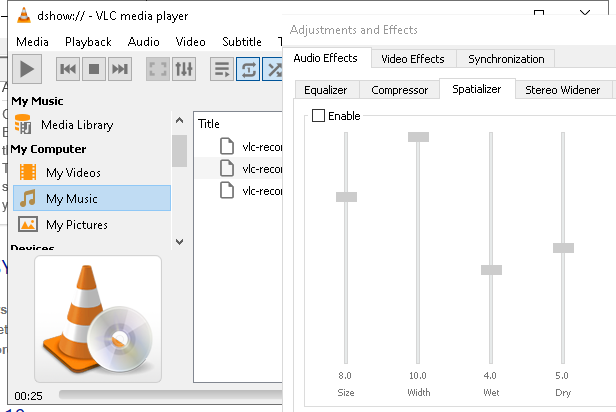 dshow:// - VLC media player
Media Playback Audio Video Subtitle T
My Music
Media Library
My Computer
My Videos
My Music
My Pictures
Devices
Title
vlc-recor
vlc-recor
vlc-recor
00:25
Adjustments and Effects
Audio Effects Video Effects Synchronization
Equalizer Compressor Spatializer Stereo Widener
Enable
8.0 10.0 4.0 5.0
Size Width Wet Dry